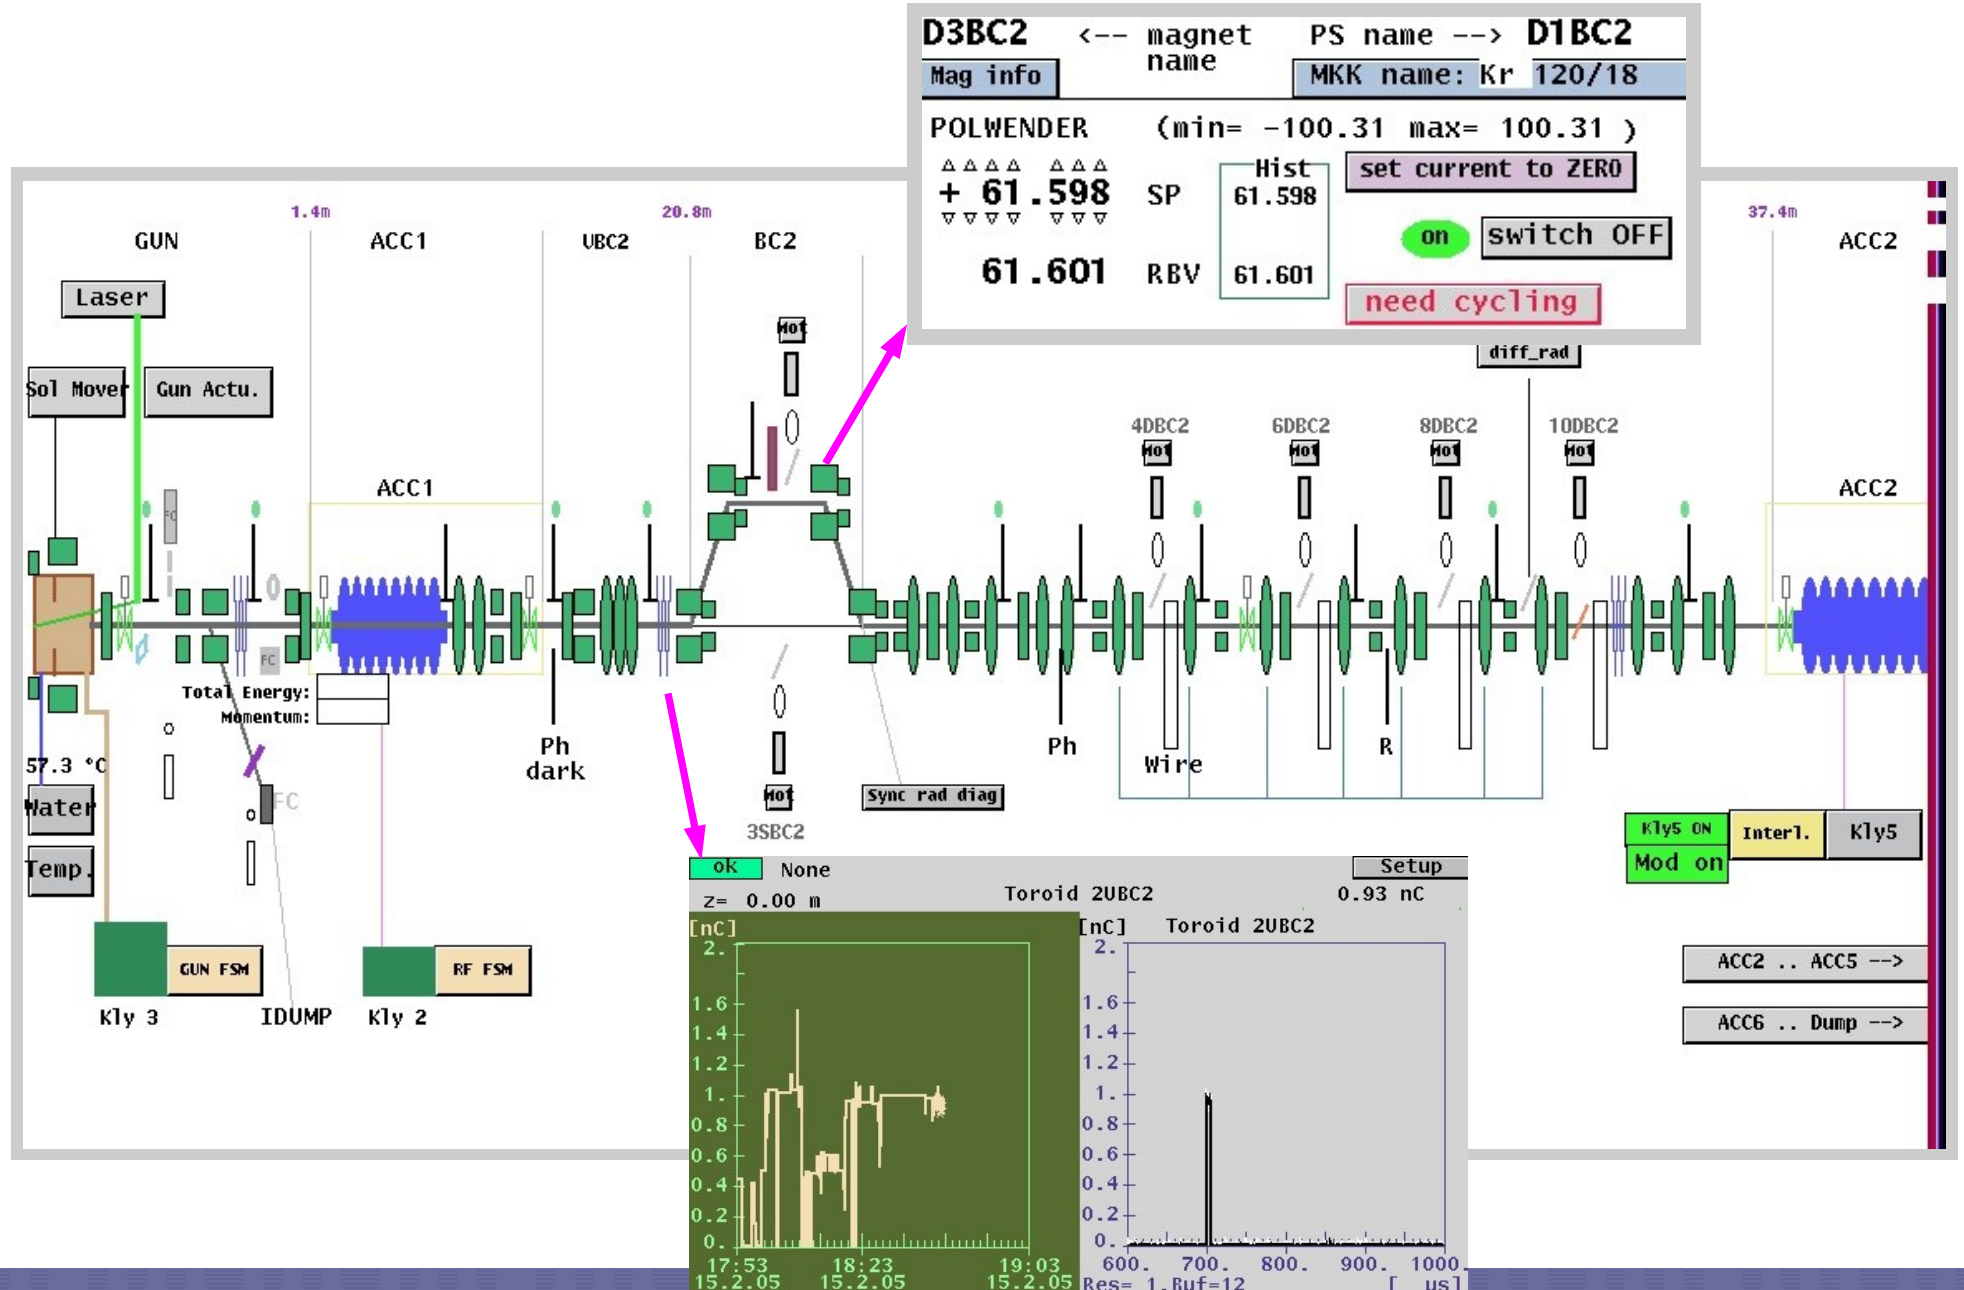 D3BC2 <-- magnet name PS name --> D1BC2
Mag info MKK name: Kr 120/18
POLWENDER (min= -100.31 max= 100.31 )
Hist
set current to ZERO
+ 61.598 SP 61.598
on switch OFF
61.601 RBV 61.601
need cycling
1.4m 20.8m 37.4m
GUN ACC1 UBC2 BC2 ACC2
Laser
Mot
diff_rad
Sol Mover Gun Actu.
4DBC2 6DBC2 8DBC2 10DBC2
Mot Mot Mot Mot
ACC1 ACC2
FC
FC
Total Energy:
Momentum:
Ph dark
Ph
R
Wire
57.3 °C
Water
FC
Mot
Sync rad diag
3SBC2
Temp.
Kly5 ON Interl. Kly5
Mod on
GUN FSM RF FSM
Kly 3 IDUMP Kly 2
ACC2 .. ACC5 -->
ACC6 .. Dump -->
ok None Setup
z= 0.00 m Toroid 2UBC2 0.93 nC
[nC]
2.
1.6
1.4
1.2
1.
0.8
0.6
0.4
0.2
0.
17:53 18:23 19:03
15.2.05 15.2.05 15.2.05
[nC] Toroid 2UBC2
2.
1.6
1.4
1.2
1.
0.8
0.6
0.4
0.2
0.
600. 700. 800. 900. 1000.
Res= 1.Buf=12 [ us]